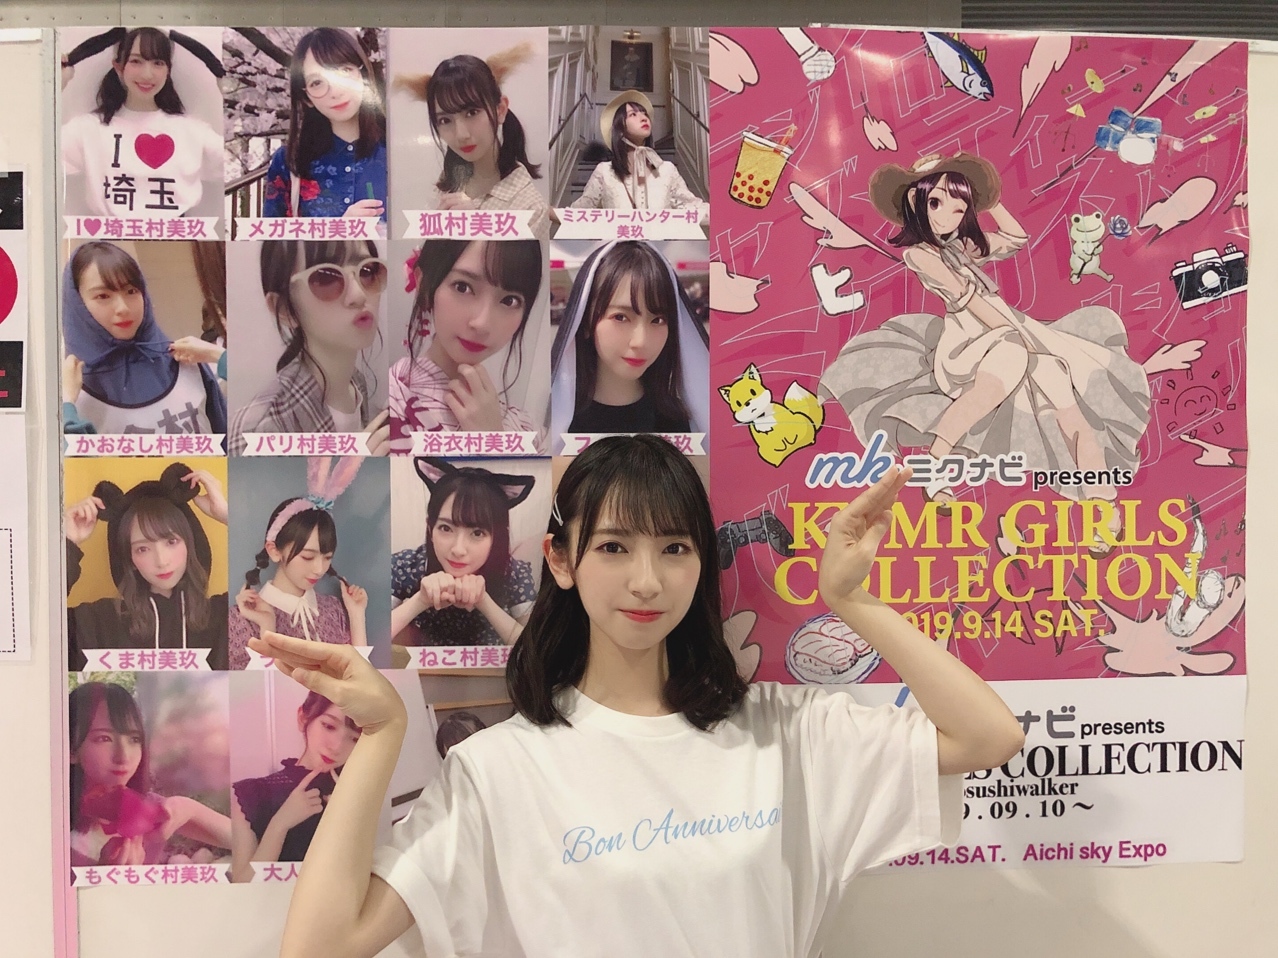 I♥埼玉
I♥埼玉村美玖
メガネ村美玖
狐村美玖
ミステリーハンター村
美玖
かおなし村美玖
パリ村美玖
浴衣村美玖
くま村美玖
ねこ村美玖
もぐもぐ村美玖
大人
ヒ
mk ミクナビ presents
GIRLS
COLLECTION
2019.9.14 SAT.
ナビ presents
COLLECTION
osushiwalker
9.09.10～
.09.14.SAT. Aichi sky Expo
Bon Anniversa